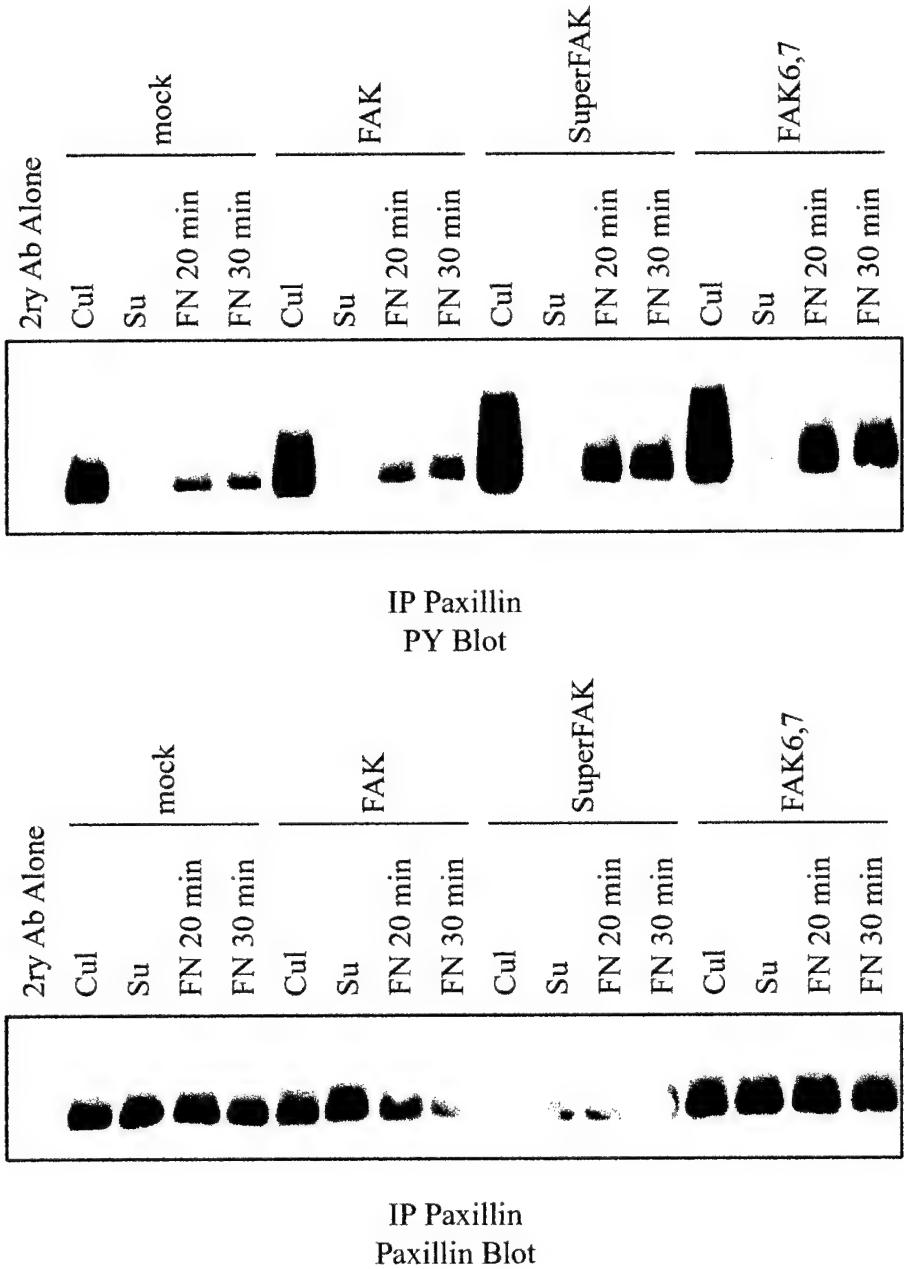 mock
FAK
SuperFAK
FAK6,7
2ry Ab Alone
Cul
Su
FN 20 min
FN 30 min
Cul
Su
FN 20 min
FN 30 min
Cul
Su
FN 20 min
FN 30 min
Cul
Su
FN 20 min
FN 30 min
IP Paxillin
PY Blot
mock
FAK
SuperFAK
FAK6,7
2ry Ab Alone
Cul
Su
FN 20 min
FN 30 min
Cul
Su
FN 20 min
FN 30 min
Cul
Su
FN 20 min
FN 30 min
Cul
Su
FN 20 min
FN 30 min
IP Paxillin
Paxillin Blot